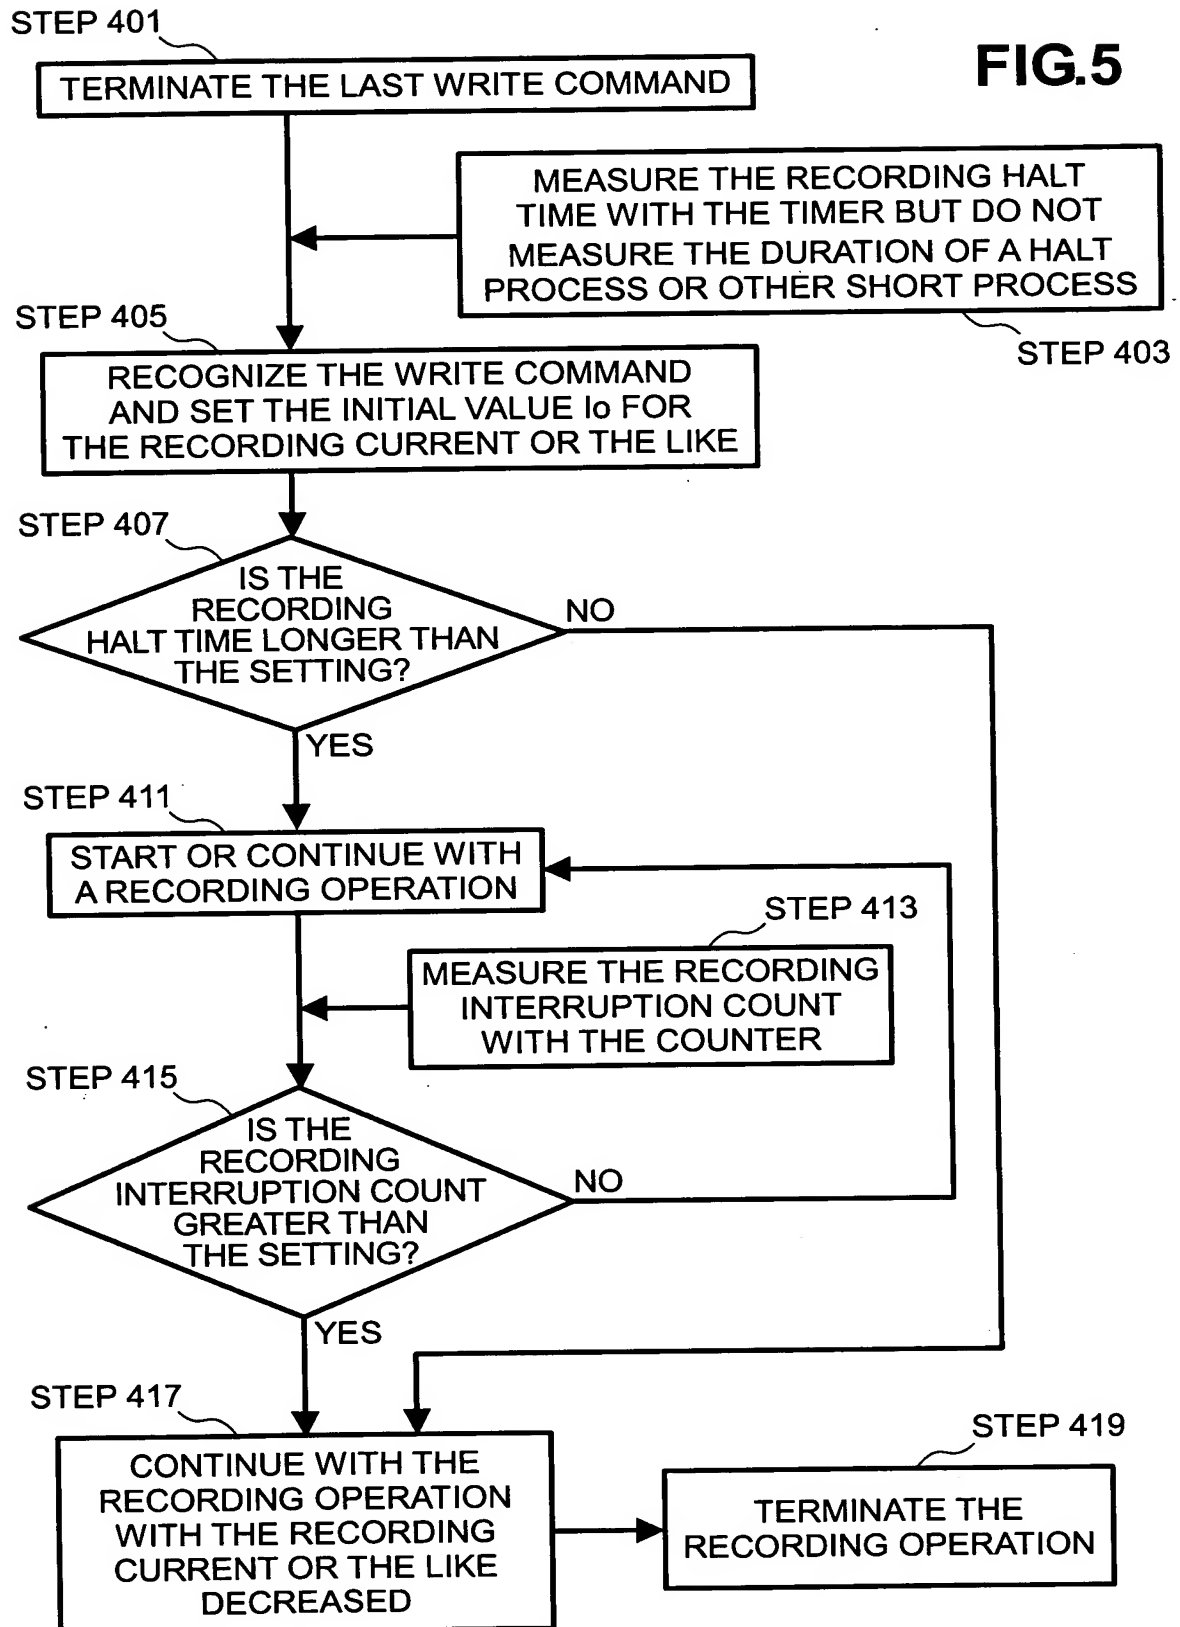 STEP 401
FIG.5
TERMINATE THE LAST WRITE COMMAND
MEASURE THE RECORDING HALT
TIME WITH THE TIMER BUT DO NOT
MEASURE THE DURATION OF A HALT
PROCESS OR OTHER SHORT PROCESS
STEP 403
STEP 405
RECOGNIZE THE WRITE COMMAND
AND SET THE INITIAL VALUE Io FOR
THE RECORDING CURRENT OR THE LIKE
STEP 407
IS THE
RECORDING
HALT TIME LONGER THAN
THE SETTING?
NO
YES
STEP 411
START OR CONTINUE WITH
A RECORDING OPERATION
STEP 413
MEASURE THE RECORDING
INTERRUPTION COUNT
WITH THE COUNTER
STEP 415
IS THE
RECORDING
INTERRUPTION COUNT
GREATER THAN
THE SETTING?
NO
YES
STEP 417
CONTINUE WITH THE
RECORDING OPERATION
WITH THE RECORDING
CURRENT OR THE LIKE
DECREASED
STEP 419
TERMINATE THE
RECORDING OPERATION